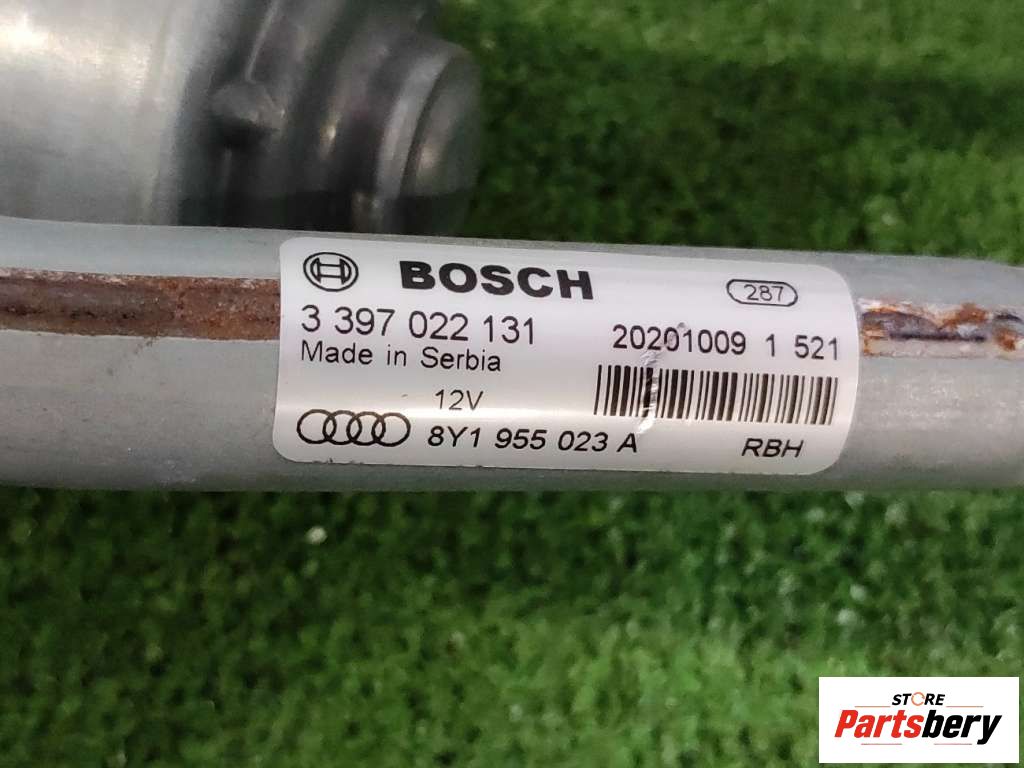 BOSCH
287
3 397 022 131
20201009 1 521
Made in Serbia
12V
8Y1 955 023 A
RBH
STORE
Partsbery